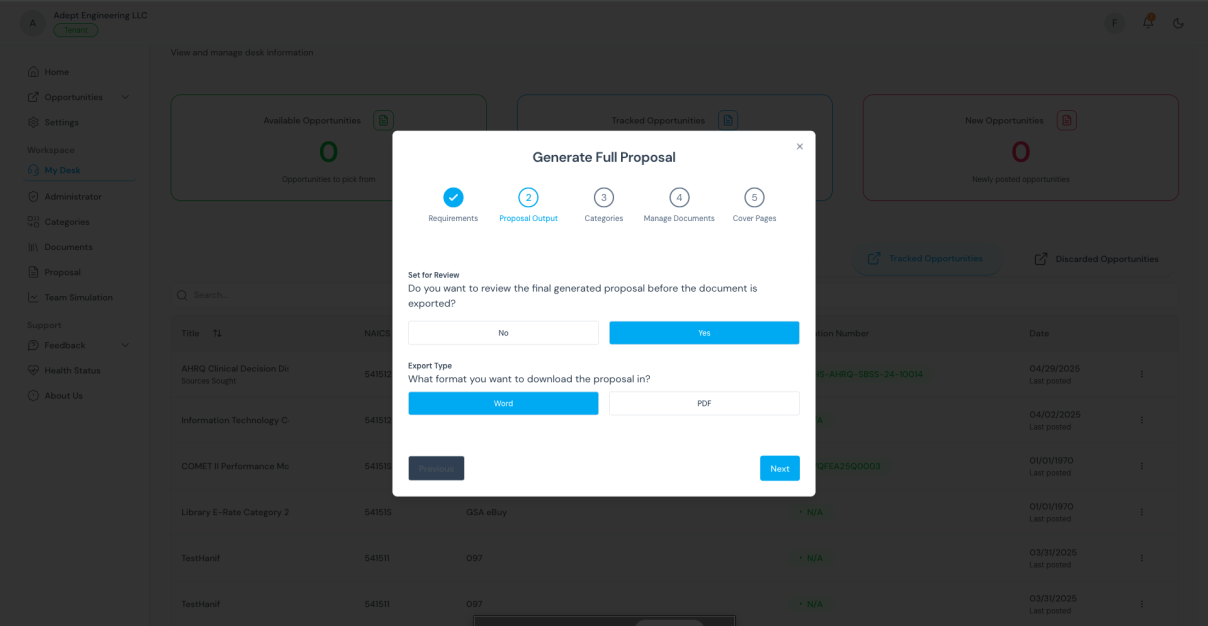 A
Adept Engineering LLC
Tenant
F
View and manage desk information
Home
Opportunities
Settings
Workspace
My Desk
Administrator
Categories
Documents
Proposal
Team Simulation
Support
Feedback
Health Status
About Us
Available Opportunities
0
Opportunities to pick from
Tracked Opportunities
New Opportunities
0
Newly posted opportunities
Tracked Opportunities
Discarded Opportunities
Search...
Title
NAICS
Date
AHRQ Clinical Decision
Sources Sought
541512
-AHRQ-SBSS-24-10014
04/29/2025
Last posted
Information Technology C
541512
04/02/2025
Last posted
COMET II Performance
541515
QFEA25Q0003
01/01/1970
Last posted
Library E-Rate Category 2
541515
GSA eBuy
• N/A
01/01/1970
Last posted
TestHanif
541511
097
• N/A
03/31/2025
Last posted
TestHanif
541511
097
• N/A
03/31/2025
Last posted
Generate Full Proposal
2
3
4
5
Requirements
Proposal Output
Categories
Manage Documents
Cover Pages
Set for Review
Do you want to review the final generated proposal before the document is
exported?
No
Yes
Export Type
What format you want to download the proposal in?
Word
PDF
Previous
Next